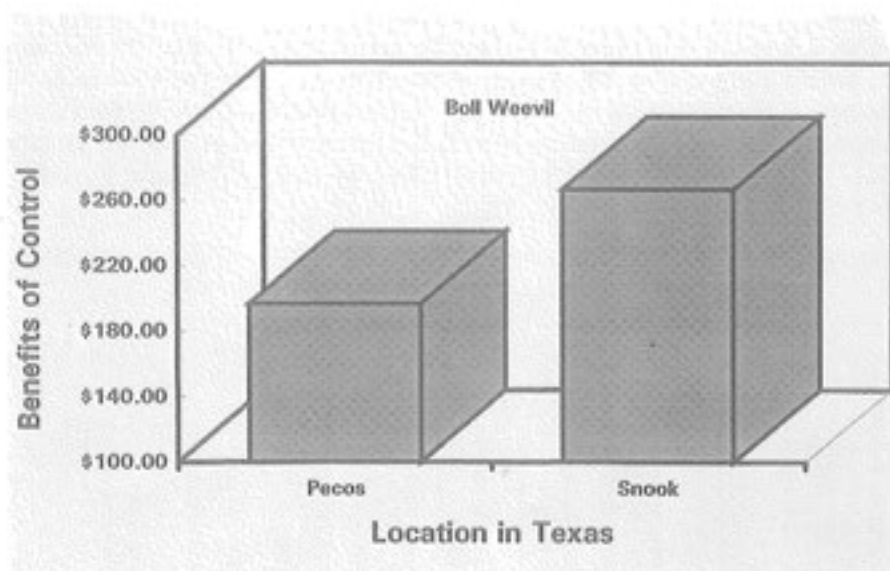 Boll Weevil
Benefits of Control
$300.00
$260.00
$220.00
$180.00
$140.00
$100.00
Pecos
Snook
Location in Texas